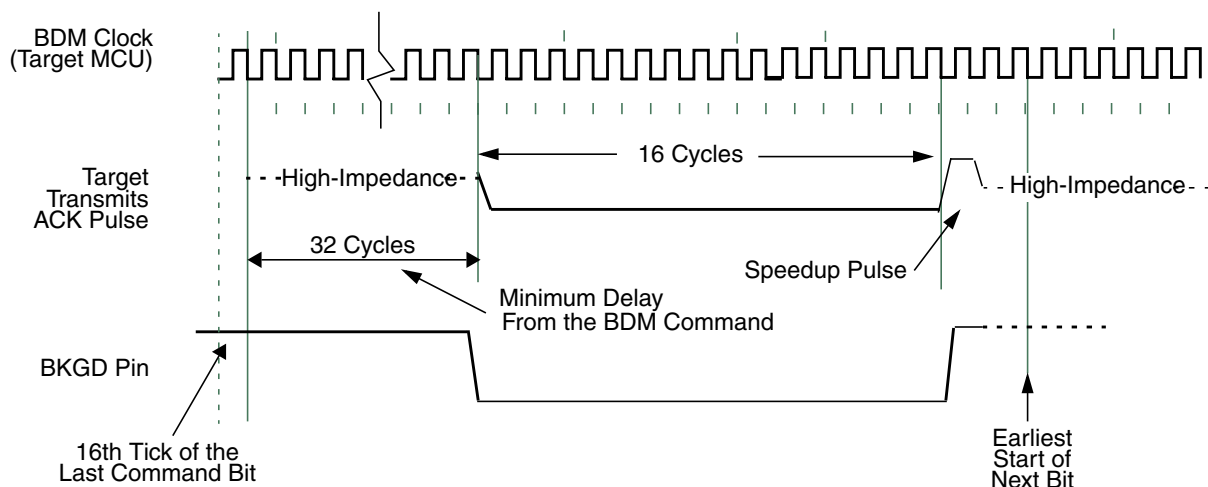 BDM Clock
(Target MCU)
16 Cycles
Target
Transmits
ACK Pulse
High-Impedance
High-Impedance
32 Cycles
Speedup Pulse
Minimum Delay
From the BDM Command
BKGD Pin
16th Tick of the
Last Command Bit
Earliest
Start of
Next Bit